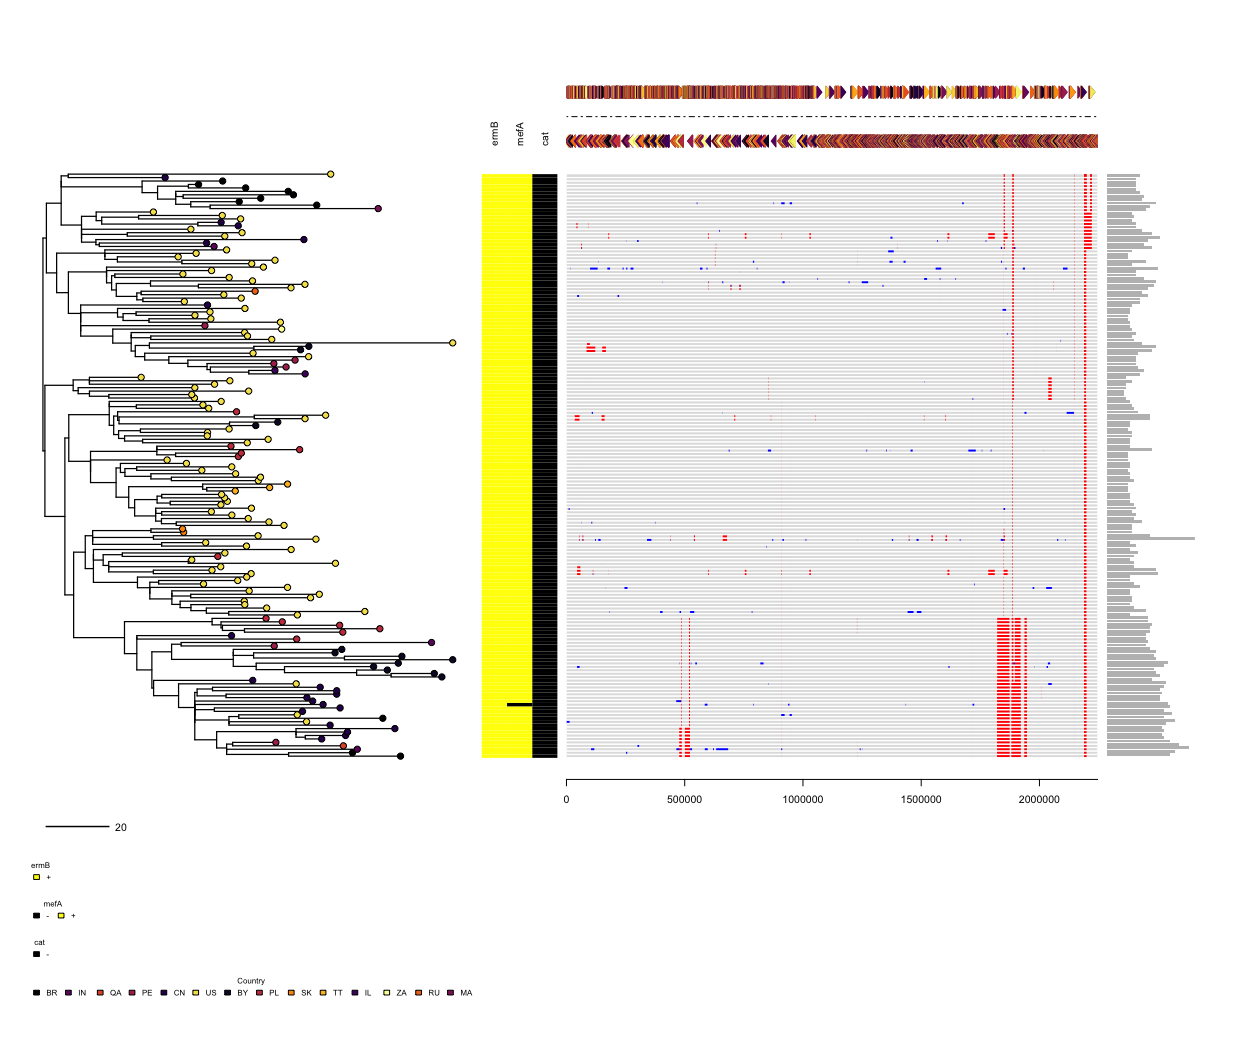 ermB
mefA
cat
0 500000 1000000 1500000 2000000
20
ermB
+
mefA
- +
cat
-
Country
BR IN QA PE CN US BY PL SK TT IL ZA RU MA